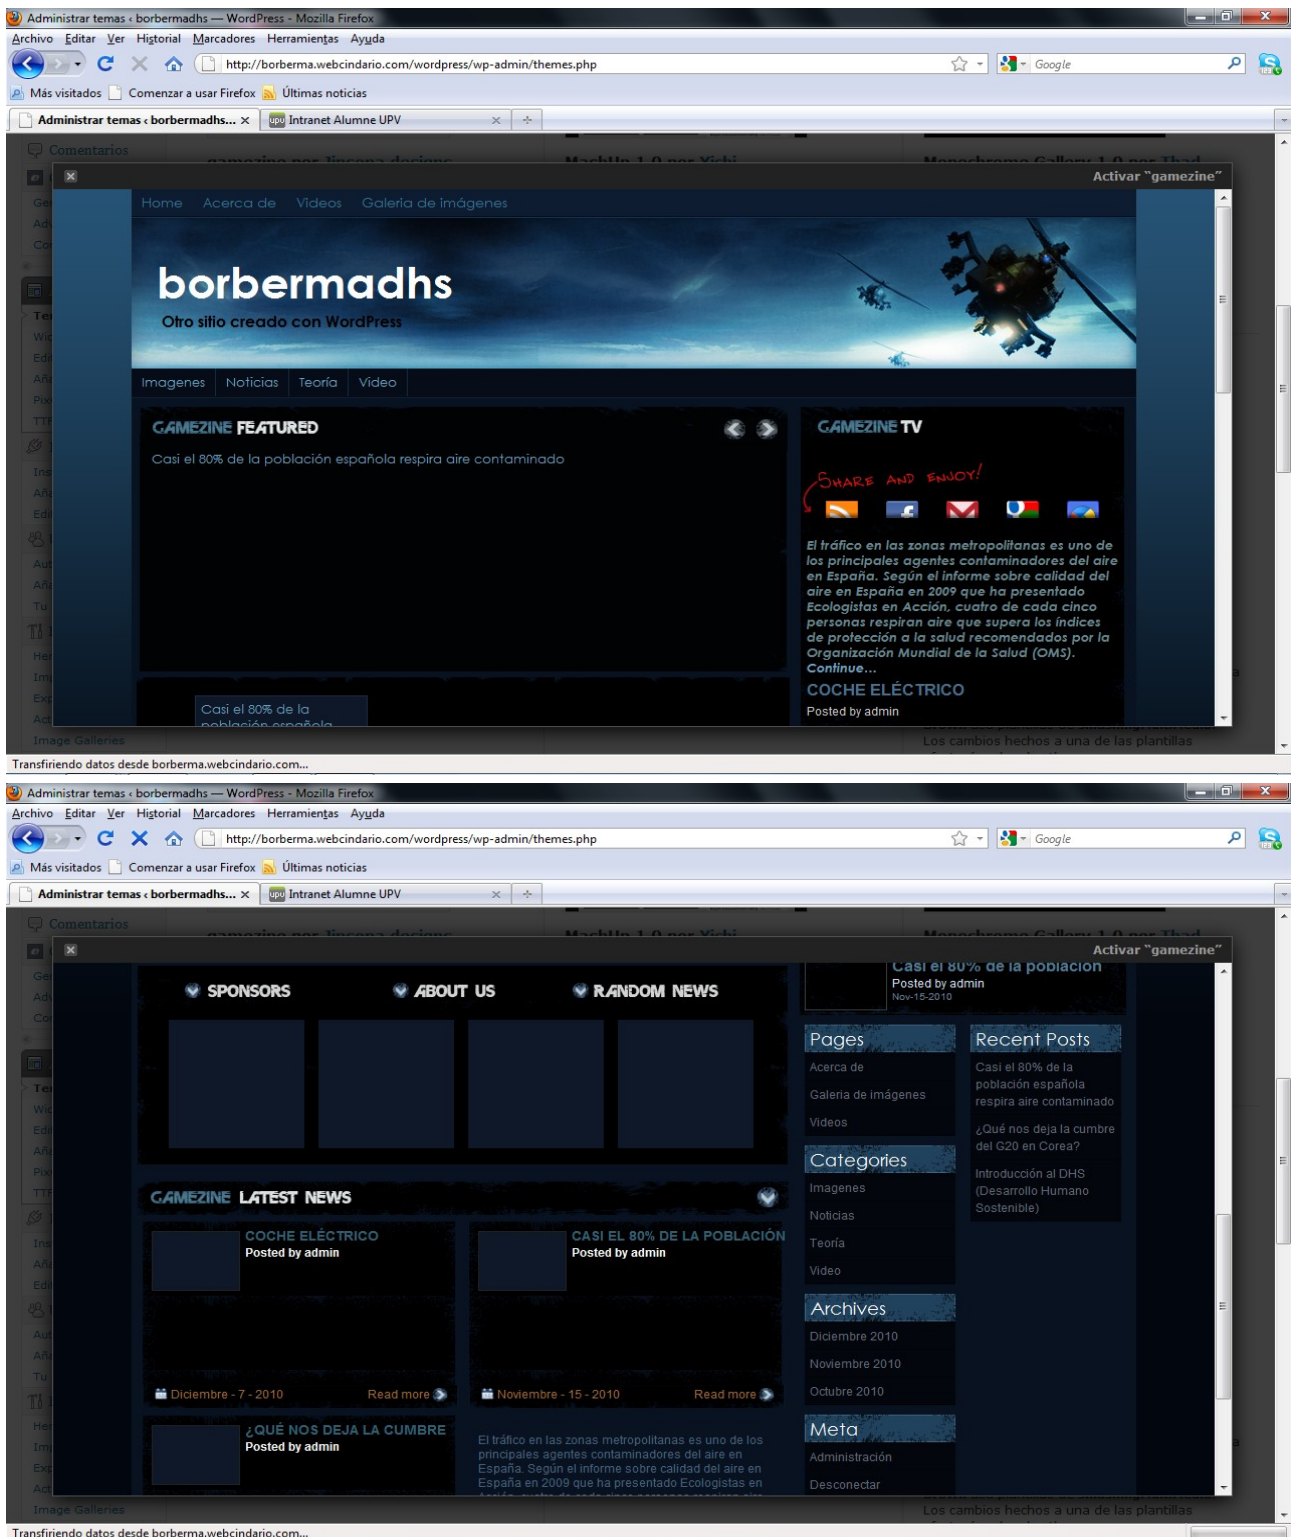 Administrar temas ‹ borbermadhs — WordPress - Mozilla Firefox
Archivo Editar Ver Historial Marcadores Herramientas Ayuda
http://borberma.webcindario.com/wordpress/wp-admin/themes.php
Google
Más visitados Comenzar a usar Firefox Últimas noticias
Administrar temas ‹ borbermadhs... Intranet Alumne UPV
Comentarios
gamezine por Jinsona designs
MachUp 1.0 por Yichi
Monochrome Gallery 1.0 por Thad
Activar “gamezine”
Home Acerca de Videos Galeria de imágenes
borbermadhs
Otro sitio creado con WordPress
Imagenes Noticias Teoría Video
GAMEZINE FEATURED
Casi el 80% de la población española respira aire contaminado
GAMEZINE TV
SHARE AND ENJOY!
El tráfico en las zonas metropolitanas es uno de
los principales agentes contaminadores del aire
en España. Según el informe sobre calidad del
aire en España en 2009 que ha presentado
Ecologistas en Acción, cuatro de cada cinco
personas respiran aire que supera los índices
de protección a la salud recomendados por la
Organización Mundial de la Salud (OMS).
Continue...
COCHE ELÉCTRICO
Posted by admin
Casi el 80% de la
población española
Image Galleries
Los cambios hechos a una de las plantillas
Transfiriendo datos desde borberma.webcindario.com...
Administrar temas ‹ borbermadhs — WordPress - Mozilla Firefox
Archivo Editar Ver Historial Marcadores Herramientas Ayuda
http://borberma.webcindario.com/wordpress/wp-admin/themes.php
Google
Más visitados Comenzar a usar Firefox Últimas noticias
Administrar temas ‹ borbermadhs... Intranet Alumne UPV
Comentarios
Activar “gamezine”
Casi el 80% de la población
Posted by admin
Nov-15-2010
SPONSORS ABOUT US RANDOM NEWS
Pages
Acerca de
Galeria de imágenes
Videos
Categories
Imagenes
Noticias
Teoría
Video
Archives
Diciembre 2010
Noviembre 2010
Octubre 2010
Meta
Administración
Desconectar
Recent Posts
Casi el 80% de la
población española
respira aire contaminado
¿Qué nos deja la cumbre
del G20 en Corea?
Introducción al DHS
(Desarrollo Humano
Sostenible)
GAMEZINE LATEST NEWS
COCHE ELÉCTRICO
Posted by admin
Diciembre - 7 - 2010 Read more
CASI EL 80% DE LA POBLACIÓN
Posted by admin
Noviembre - 15 - 2010 Read more
¿QUÉ NOS DEJA LA CUMBRE
Posted by admin
El tráfico en las zonas metropolitanas es uno de los
principales agentes contaminadores del aire en
España. Según el informe sobre calidad del aire en
España en 2009 que ha presentado Ecologistas en
Image Galleries
Los cambios hechos a una de las plantillas
Transfiriendo datos desde borberma.webcindario.com...